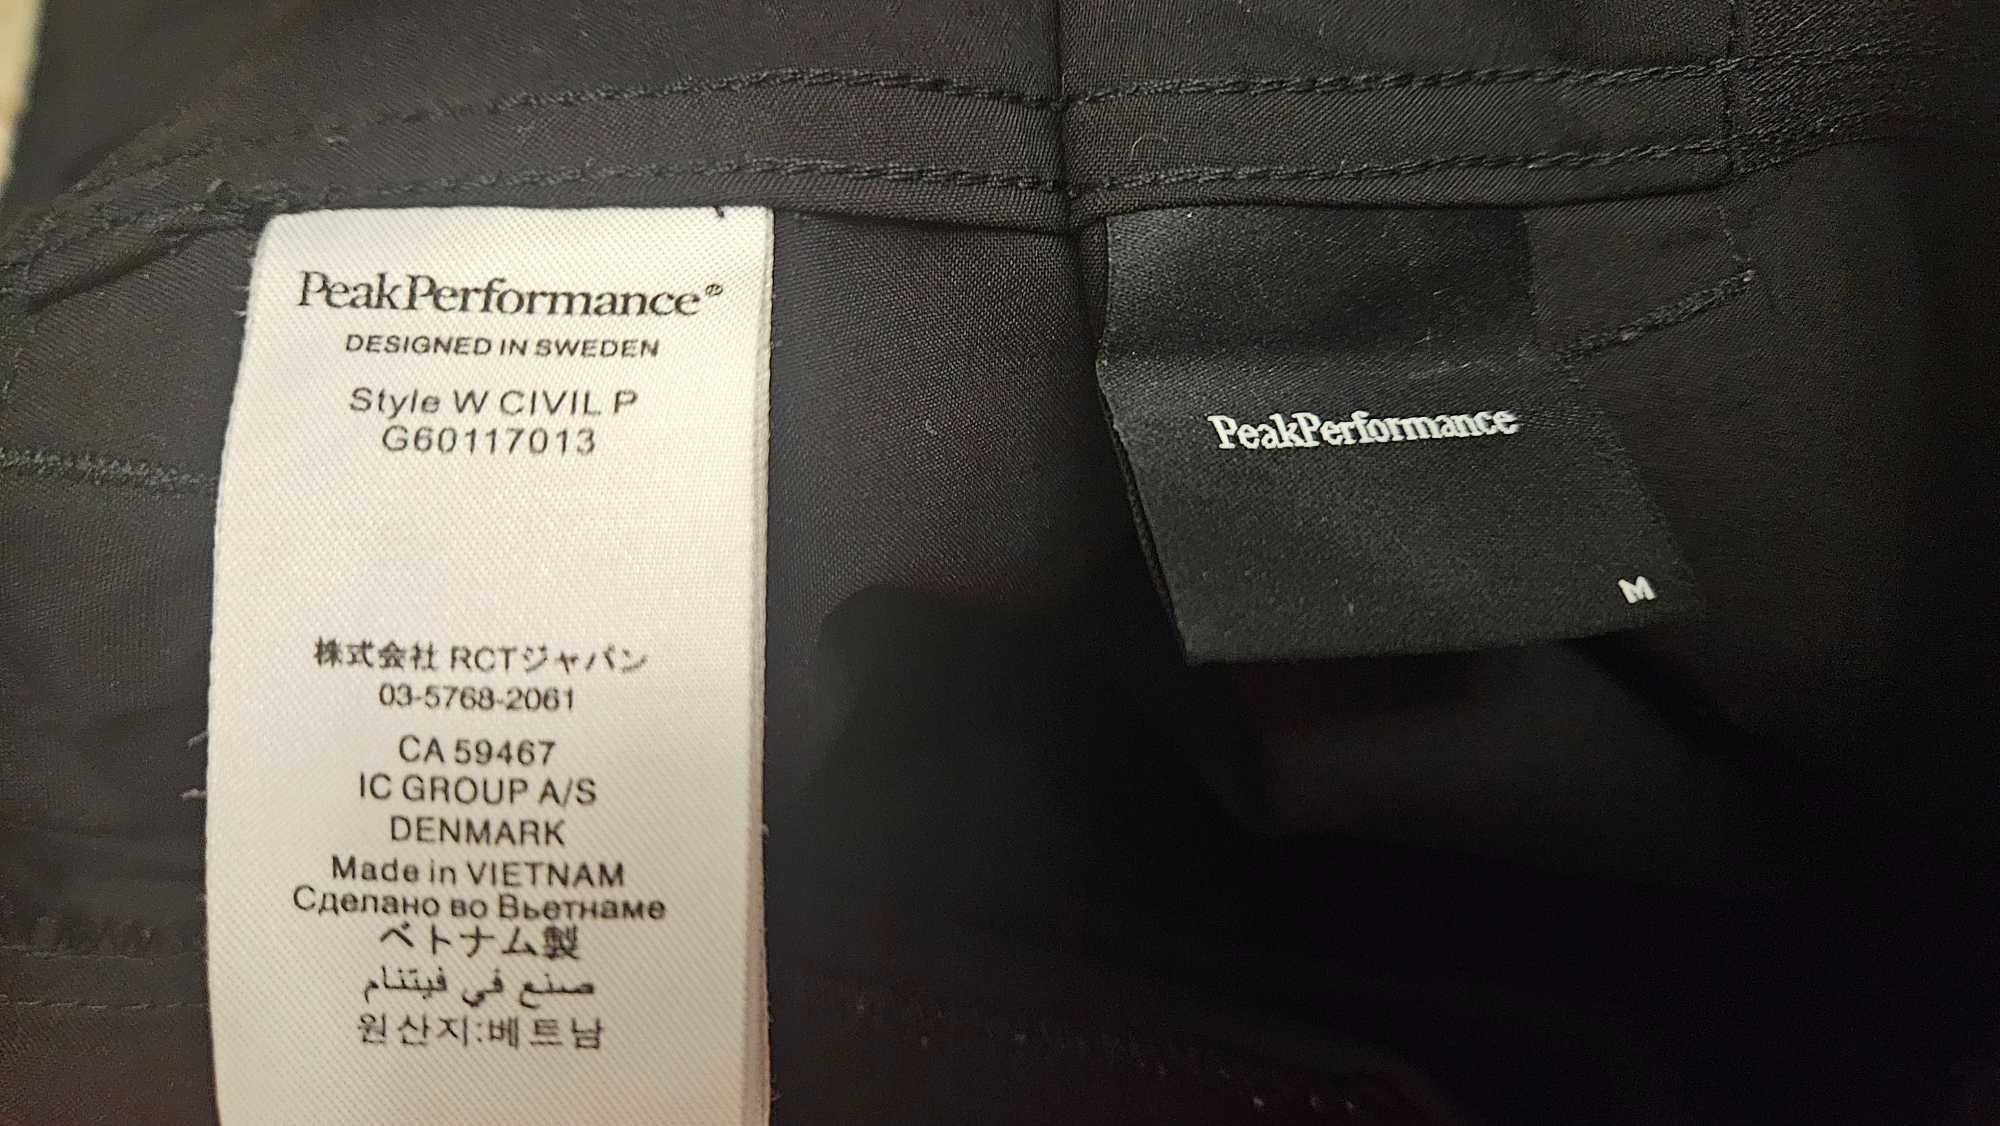 PeakPerformance®
DESIGNED IN SWEDEN
Style W CIVIL P
G60117013
株式会社 RCTジャパン
03-5768-2061
CA 59467
IC GROUP A/S
DENMARK
Made in VIETNAM
Сделано во Вьетнаме
ベトナム製
صنع في فيتنام
원산지:베트남
PeakPerformance
M